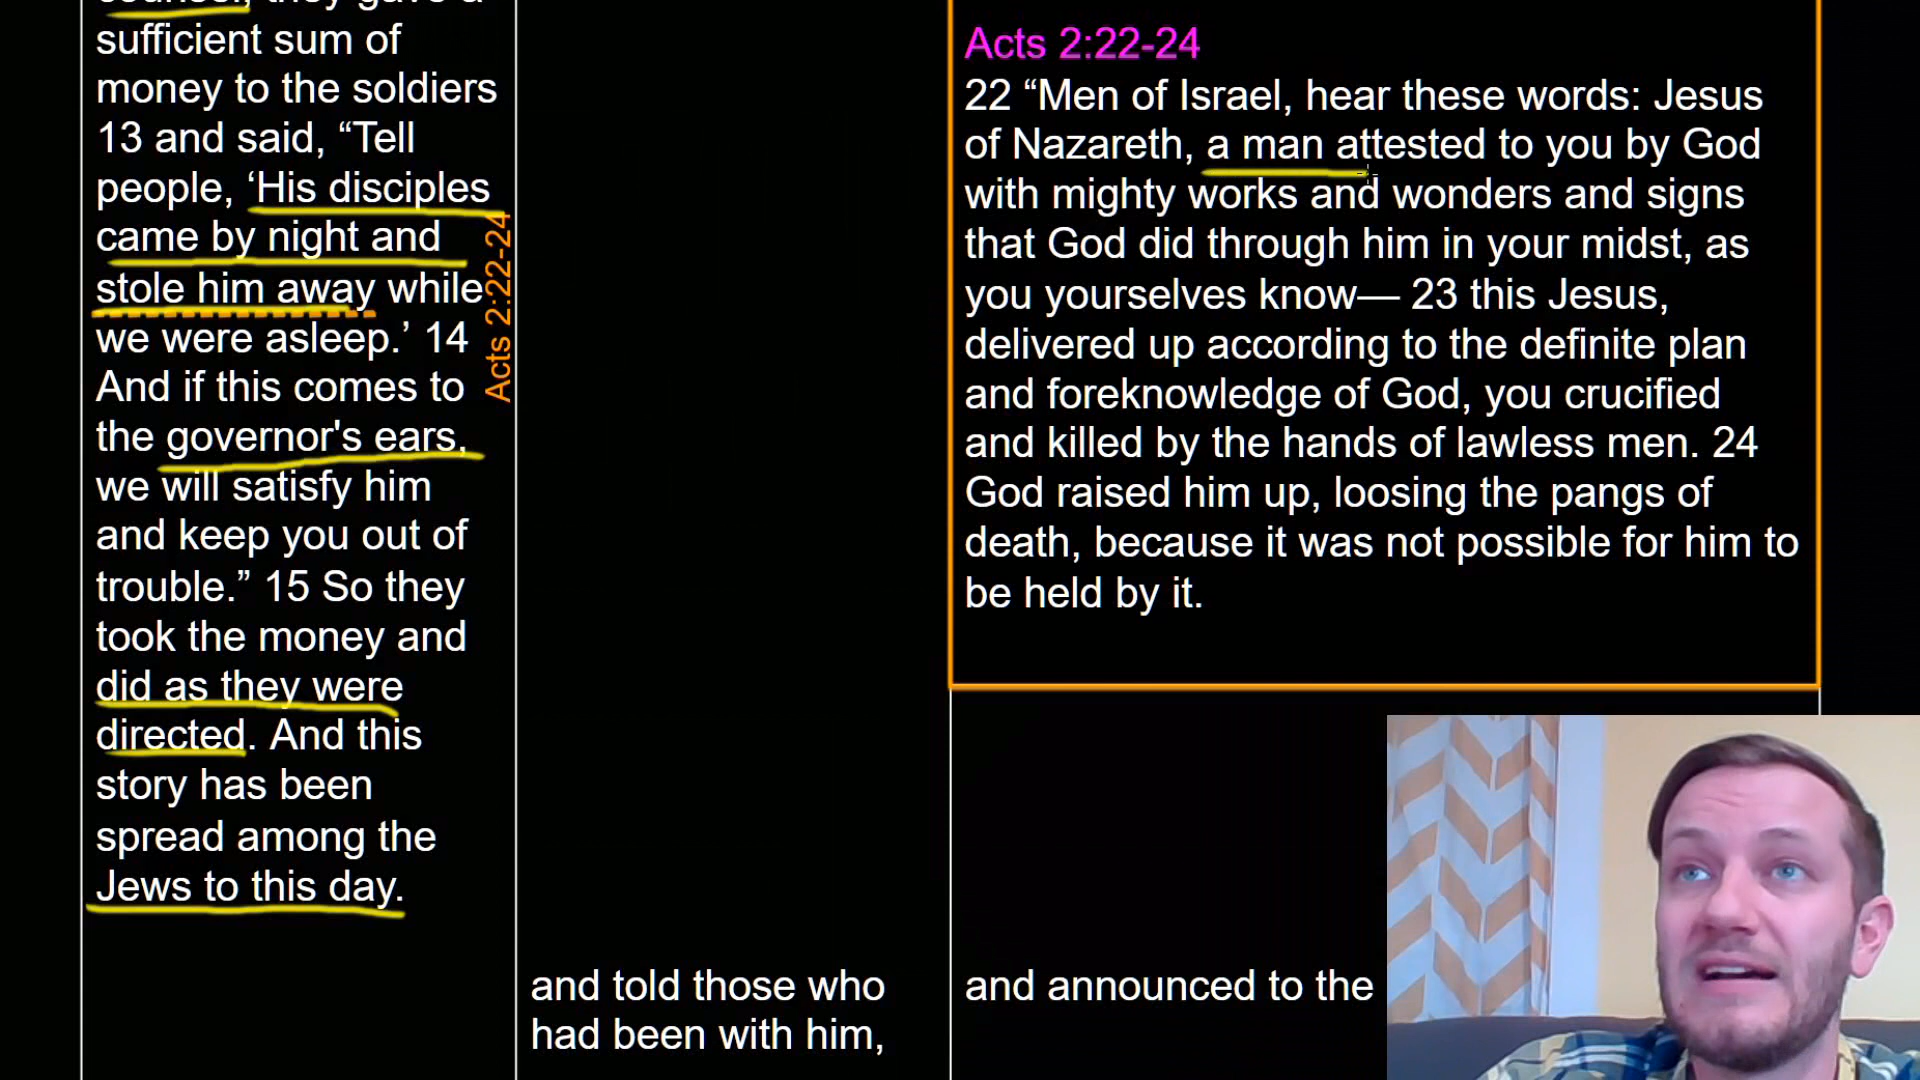 counsel, they gave a
sufficient sum of
money to the soldiers
13 and said, “Tell
people, ‘His disciples
came by night and
stole him away while
we were asleep.’ 14
And if this comes to
the governor's ears,
we will satisfy him
and keep you out of
trouble.” 15 So they
took the money and
did as they were
directed. And this
story has been
spread among the
Jews to this day.
Acts 2:22-24
and told those who
had been with him,
Acts 2:22-24
22 “Men of Israel, hear these words: Jesus
of Nazareth, a man attested to you by God
with mighty works and wonders and signs
that God did through him in your midst, as
you yourselves know— 23 this Jesus,
delivered up according to the definite plan
and foreknowledge of God, you crucified
and killed by the hands of lawless men. 24
God raised him up, loosing the pangs of
death, because it was not possible for him to
be held by it.
and announced to the